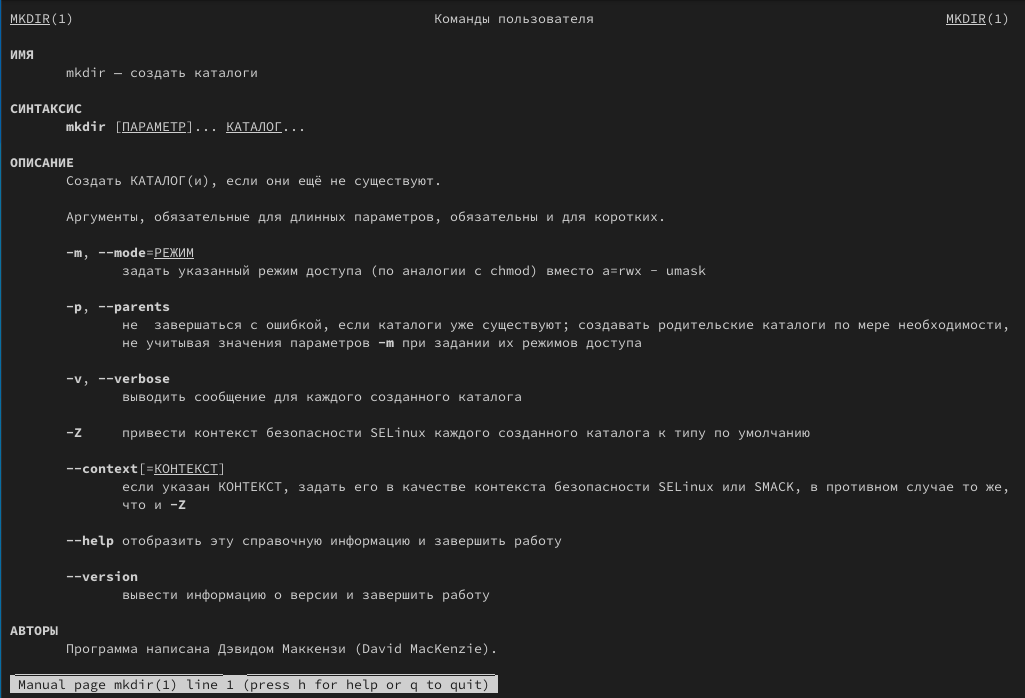 MKDIR(1) Команды пользователя MKDIR(1)
ИМЯ
mkdir — создать каталоги
СИНТАКСИС
mkdir [ПАРАМЕТР]... КАТАЛОГ...
ОПИСАНИЕ
Создать КАТАЛОГ(и), если они ещё не существуют.
Аргументы, обязательные для длинных параметров, обязательны и для коротких.
-m, --mode=РЕЖИМ
задать указанный режим доступа (по аналогии с chmod) вместо a=rwx - umask
-p, --parents
не  завершаться с ошибкой, если каталоги уже существуют; создавать родительские каталоги по мере необходимости,
не учитывая значения параметров -m при задании их режимов доступа
-v, --verbose
выводить сообщение для каждого созданного каталога
-Z     привести контекст безопасности SELinux каждого созданного каталога к типу по умолчанию
--context[=КОНТЕКСТ]
если указан КОНТЕКСТ, задать его в качестве контекста безопасности SELinux или SMACK, в противном случае то же,
что и -Z
--help отобразить эту справочную информацию и завершить работу
--version
вывести информацию о версии и завершить работу
АВТОРЫ
Программа написана Дэвидом Маккензи (David MacKenzie).
Manual page mkdir(1) line 1 (press h for help or q to quit)